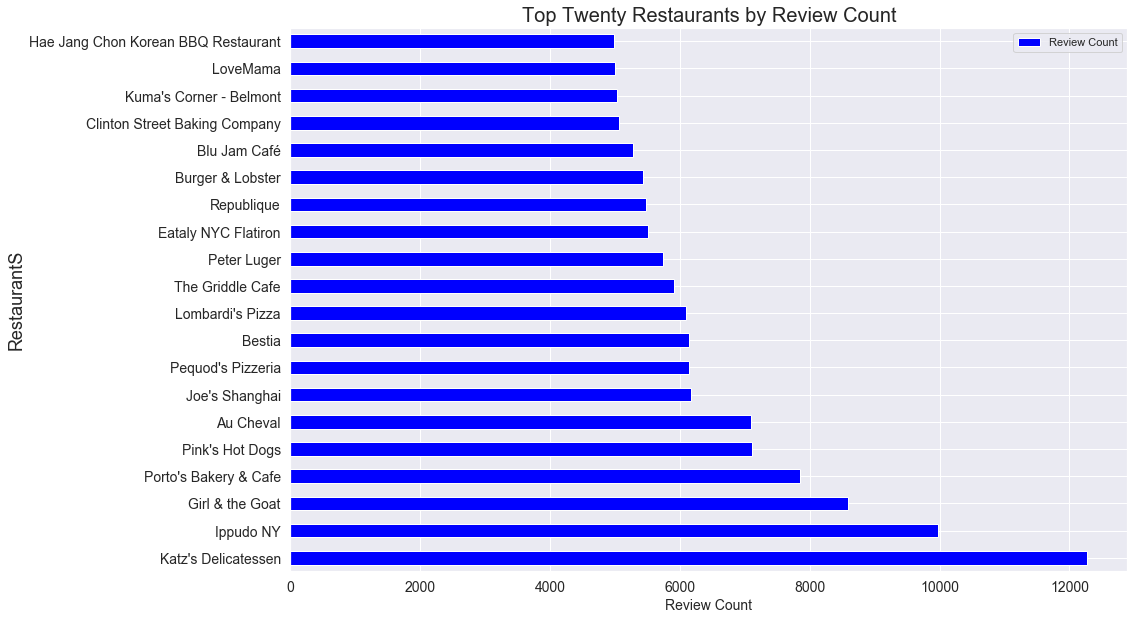 Top Twenty Restaurants by Review Count
Review Count
RestaurantS
Hae Jang Chon Korean BBQ Restaurant
LoveMama
Kuma's Corner - Belmont
Clinton Street Baking Company
Blu Jam Café
Burger & Lobster
Republique
Eataly NYC Flatiron
Peter Luger
The Griddle Cafe
Lombardi's Pizza
Bestia
Pequod's Pizzeria
Joe's Shanghai
Au Cheval
Pink's Hot Dogs
Porto's Bakery & Cafe
Girl & the Goat
Ippudo NY
Katz's Delicatessen
0 2000 4000 6000 8000 10000 12000
Review Count